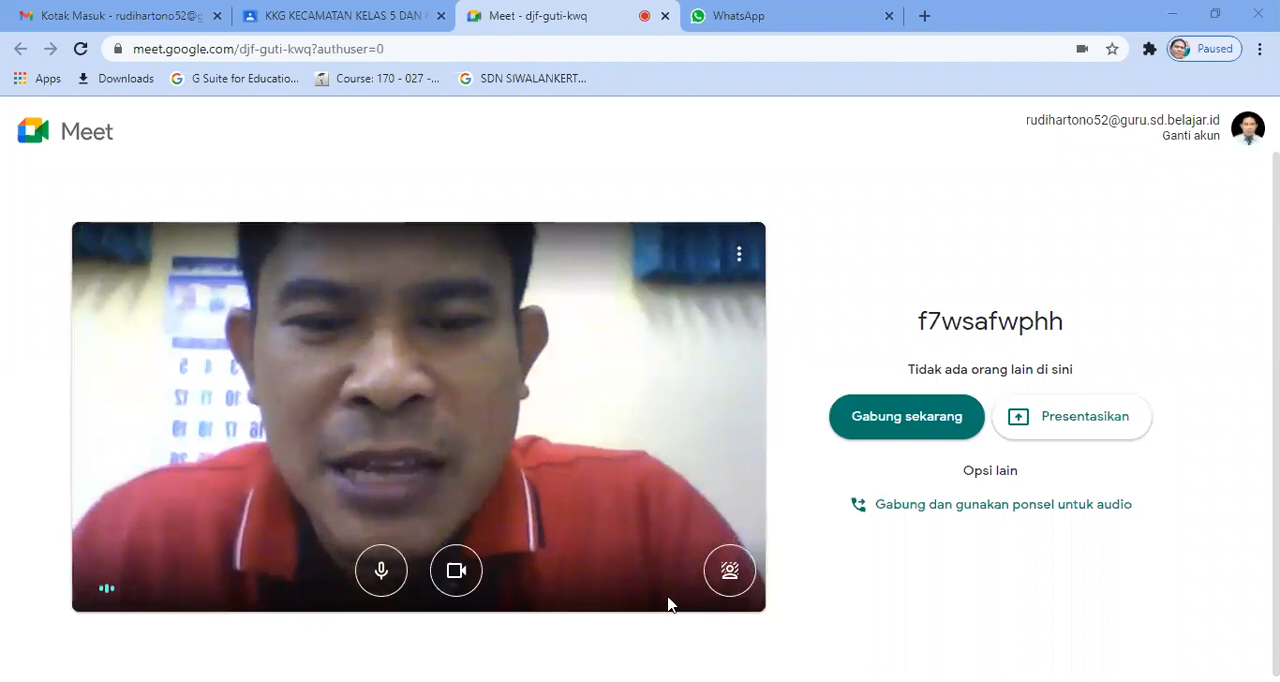 Kotak Masuk - rudihartono52@g
KKG KECAMATAN KELAS 5 DAN
Meet - djf-guti-kwq
WhatsApp
meet.google.com/djf-guti-kwq?authuser=0
Paused
Apps
Downloads
G Suite for Educatio...
Course: 170 - 027 -...
SDN SIWALANKERT...
Meet
rudihartono52@guru.sd.belajar.id
Ganti akun
f7wsafwphh
Tidak ada orang lain di sini
Gabung sekarang
Presentasikan
Opsi lain
Gabung dan gunakan ponsel untuk audio